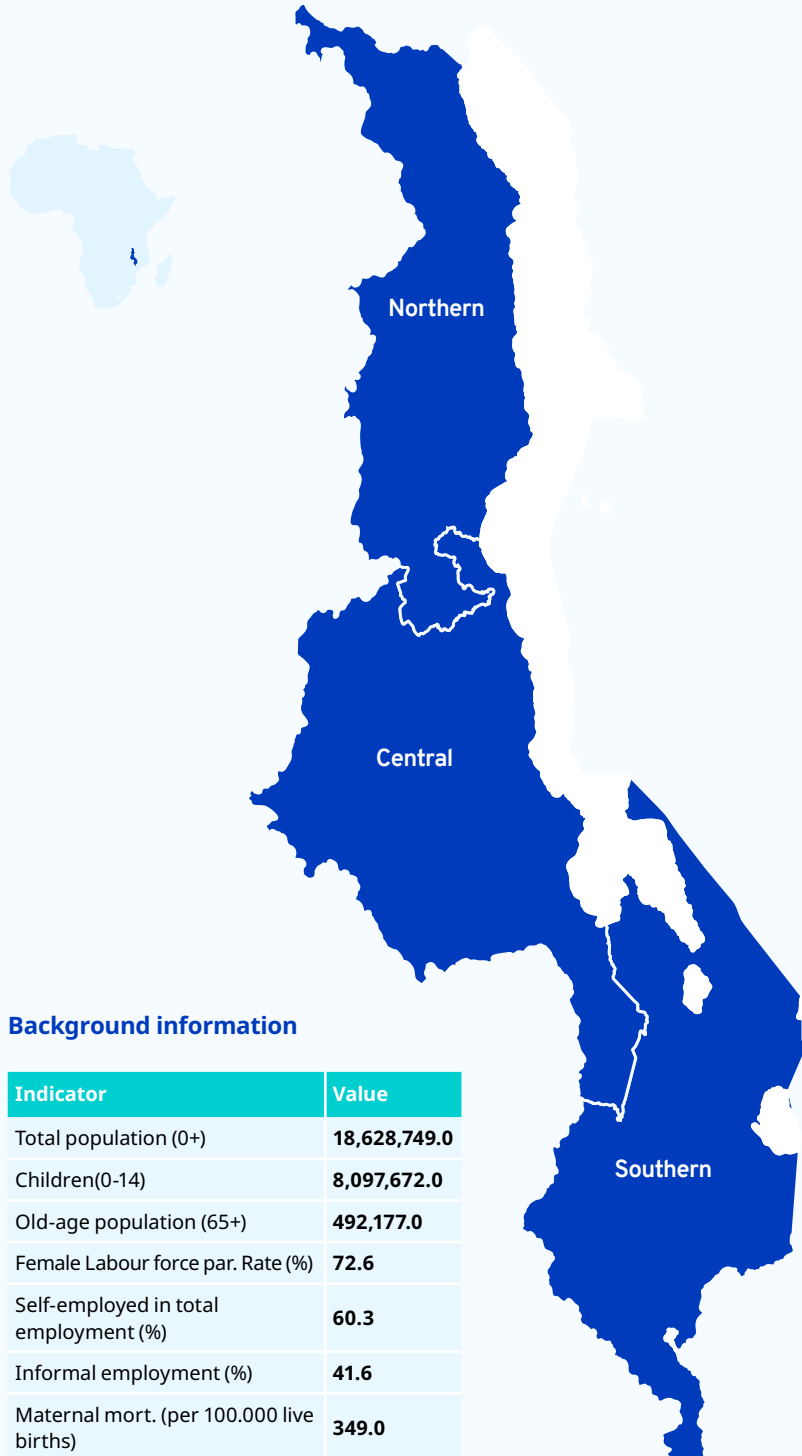 Northern
Central
Southern
Background information
Indicator Value
Total population (0+) 18,628,749.0
Children(0-14) 8,097,672.0
Old-age population (65+) 492,177.0
Female Labour force par. Rate (%) 72.6
Self-employed in total
employment (%) 60.3
Informal employment (%) 41.6
Maternal mort. (per 100.000 live
births) 349.0